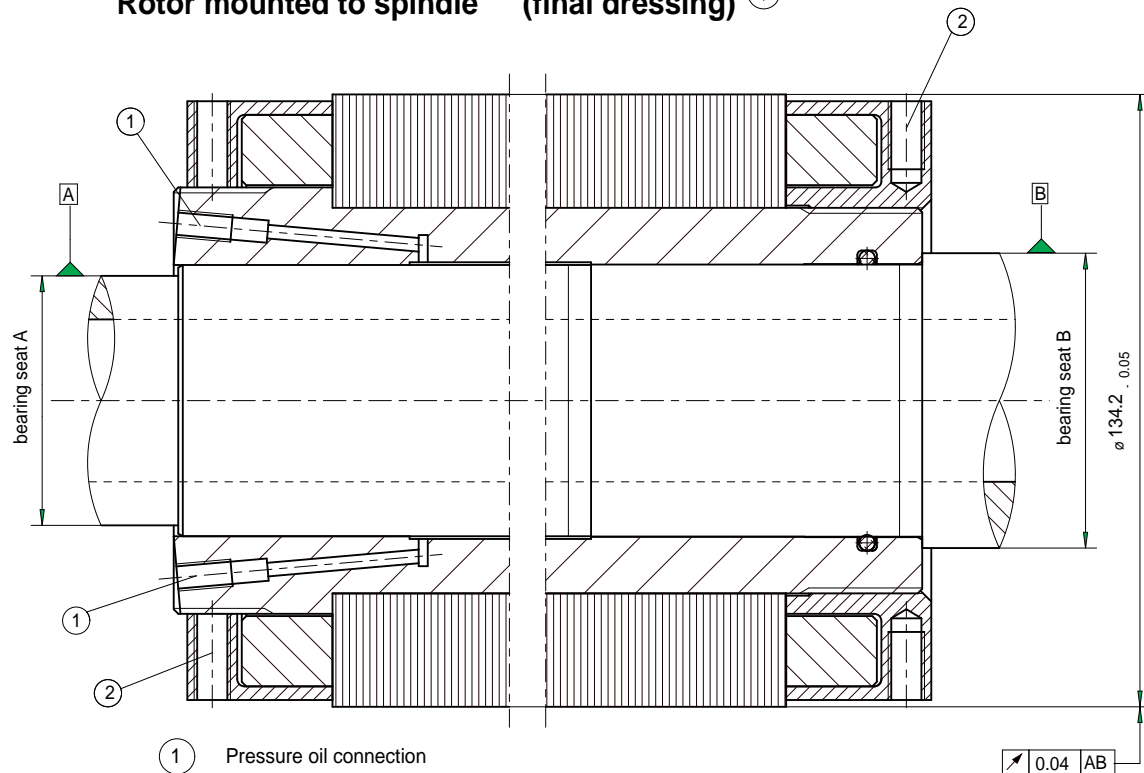 Rotor mounted to spindle (final dressing)
2
1
A
B
bearing seat A
bearing seat B
ø 134.2 - 0.05
1
2
1 Pressure oil connection
0.04 AB